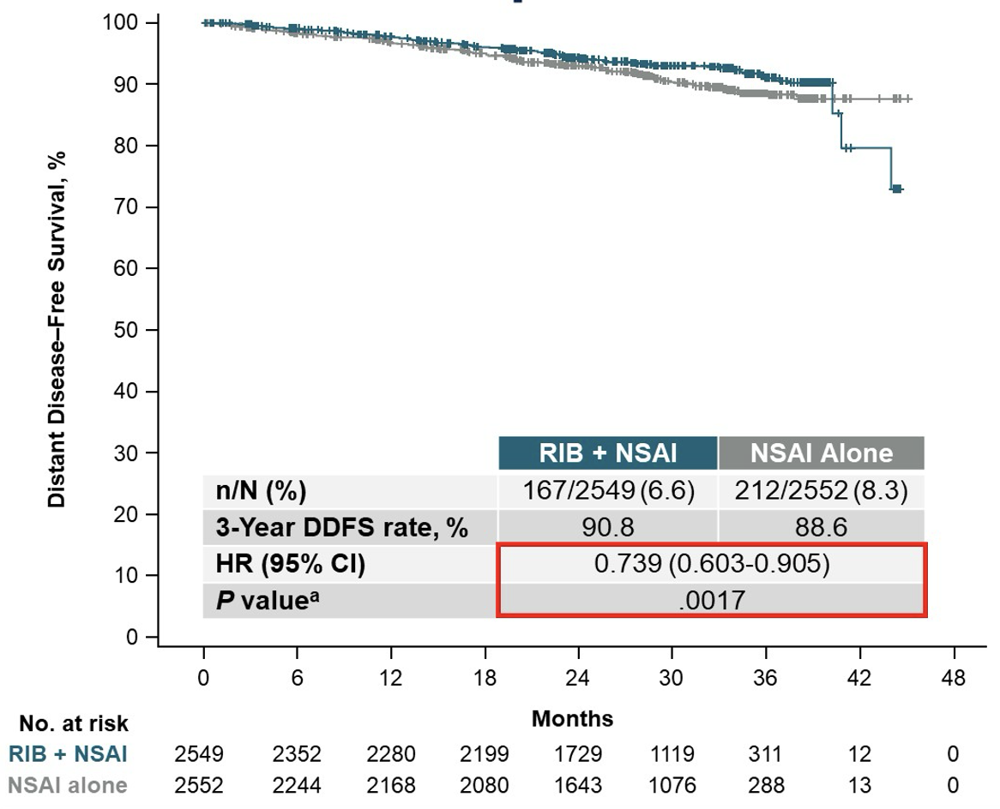 100
90
80
70
60
50
40
30
20
10
0
Distant Disease–Free Survival, %
RIB + NSAI NSAI Alone
n/N (%) 167/2549 (6.6) 212/2552 (8.3)
3-Year DDFS rate, % 90.8 88.6
HR (95% CI) 0.739 (0.603-0.905)
P valueᵃ .0017
0 6 12 18 24 30 36 42 48
Months
No. at risk
RIB + NSAI 2549 2352 2280 2199 1729 1119 311 12 0
NSAI alone 2552 2244 2168 2080 1643 1076 288 13 0